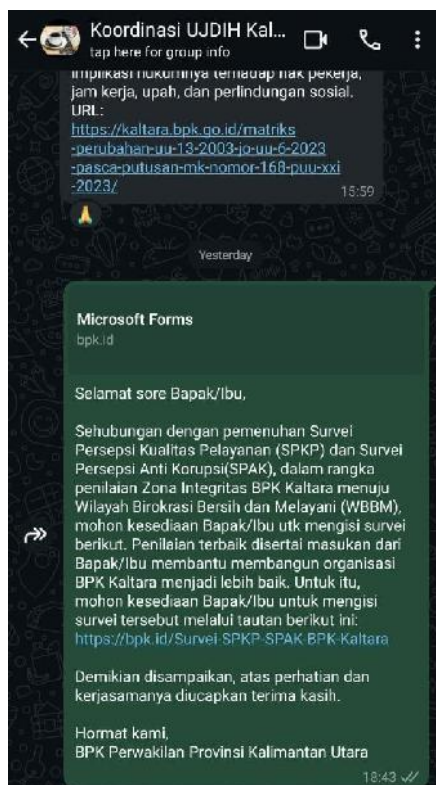 Koordinasi UJDIH Kal...
tap here for group info
implikasi hukumnya terhadap hak pekerja,
jam kerja, upah, dan perlindungan sosial.
URL:
https://kaltara.bpk.go.id/matriks
-perubahan-uu-13-2003-jo-uu-6-2023
-pasca-putusan-mk-nomor-168-puu-xxi
-2023/
15:59
Yesterday
Microsoft Forms
bpk.id
Selamat sore Bapak/Ibu,
Sehubungan dengan pemenuhan Survei
Persepsi Kualitas Pelayanan (SPKP) dan Survei
Persepsi Anti Korupsi(SPAK), dalam rangka
penilaian Zona Integritas BPK Kaltara menuju
Wilayah Birokrasi Bersih dan Melayani (WBBM),
mohon kesediaan Bapak/Ibu utk mengisi survei
berikut. Penilaian terbaik disertai masukan dari
Bapak/Ibu membantu membangun organisasi
BPK Kaltara menjadi lebih baik. Untuk itu,
mohon kesediaan Bapak/Ibu untuk mengisi
survei tersebut melalui tautan berikut ini:
https://bpk.id/Survei-SPKP-SPAK-BPK-Kaltara
Demikian disampaikan, atas perhatian dan
kerjasamanya diucapkan terima kasih.
Hormat kami,
BPK Perwakilan Provinsi Kalimantan Utara
18:43